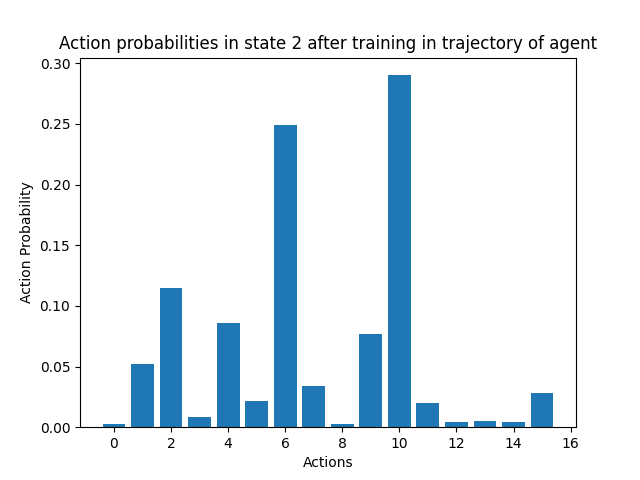 Action probabilities in state 2 after training in trajectory of agent
0.30
0.25
0.20
0.15
0.10
0.05
0.00
Action Probability
0 2 4 6 8 10 12 14 16
Actions